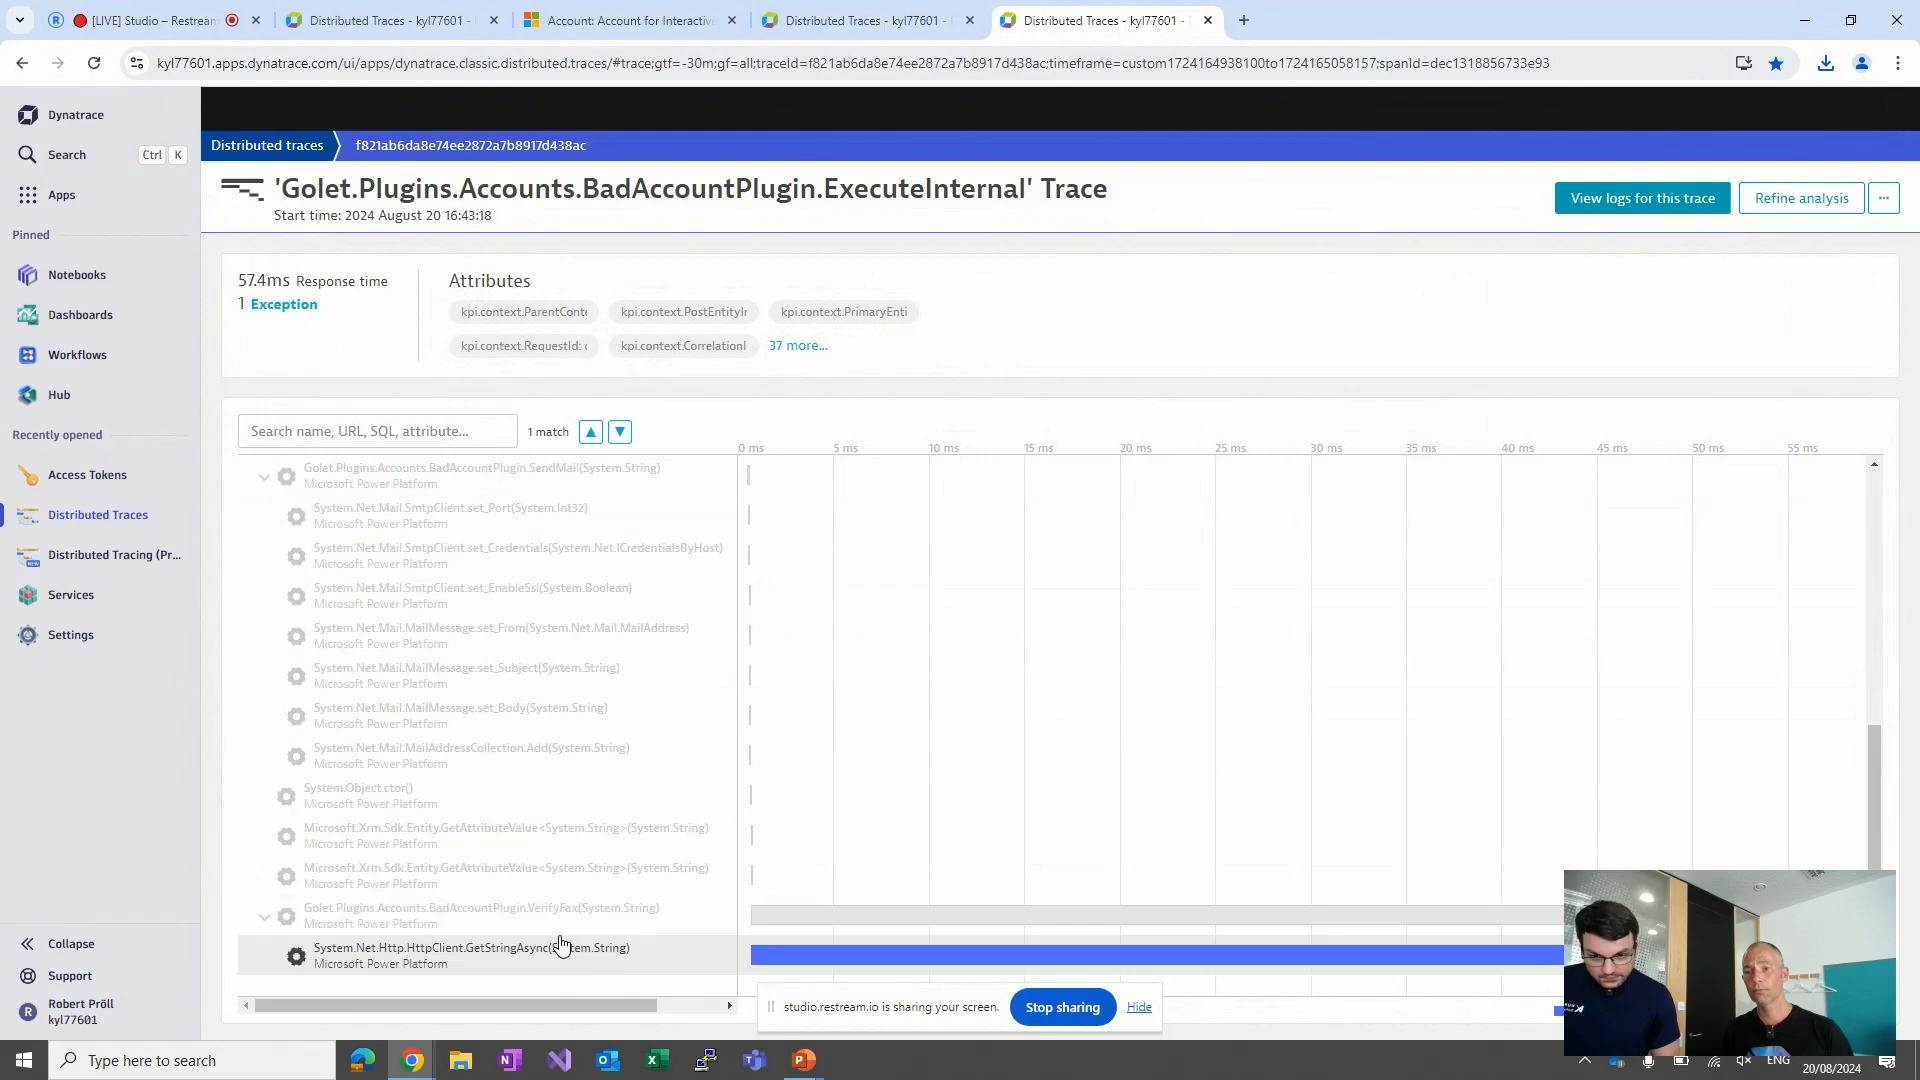 [LIVE] Studio – Restream
Distributed Traces - kyl77601 -
Account: Account for Interactiv
Distributed Traces - kyl77601 -
Distributed Traces - kyl77601 -
kyl77601.apps.dynatrace.com/ui/apps/dynatrace.classic.distributed.traces/#trace;gtf=-30m;gf=all;traceId=f821ab6da8e74ee2872a7b8917d438ac;timeframe=custom1724164938100to1724165058157;spanId=dec1318856733e93
Dynatrace
Search Ctrl K
Apps
Pinned
Notebooks
Dashboards
Workflows
Hub
Recently opened
Access Tokens
Distributed Traces
Distributed Tracing (Pr...
NEW
Services
Settings
Collapse
Support
Robert Pröll
kyl77601
Distributed traces f821ab6da8e74ee2872a7b8917d438ac
'Golet.Plugins.Accounts.BadAccountPlugin.ExecuteInternal' Trace
Start time: 2024 August 20 16:43:18
View logs for this trace Refine analysis ...
57.4ms Response time
1 Exception
Attributes
kpi.context.ParentConte kpi.context.PostEntityIr kpi.context.PrimaryEnti
kpi.context.RequestId: kpi.context.CorrelationI 37 more...
Search name, URL, SQL, attribute... 1 match
0 ms 5 ms 10 ms 15 ms 20 ms 25 ms 30 ms 35 ms 40 ms 45 ms 50 ms 55 ms
Golet.Plugins.Accounts.BadAccountPlugin.SendMail(System.String)
Microsoft Power Platform
System.Net.Mail.SmtpClient.set_Port(System.Int32)
Microsoft Power Platform
System.Net.Mail.SmtpClient.set_Credentials(System.Net.ICredentialsByHost)
Microsoft Power Platform
System.Net.Mail.SmtpClient.set_EnableSsl(System.Boolean)
Microsoft Power Platform
System.Net.Mail.MailMessage.set_From(System.Net.Mail.MailAddress)
Microsoft Power Platform
System.Net.Mail.MailMessage.set_Subject(System.String)
Microsoft Power Platform
System.Net.Mail.MailMessage.set_Body(System.String)
Microsoft Power Platform
System.Net.Mail.MailAddressCollection.Add(System.String)
Microsoft Power Platform
System.Object.ctor()
Microsoft Power Platform
Microsoft.Xrm.Sdk.Entity.GetAttributeValue<System.String>(System.String)
Microsoft Power Platform
Microsoft.Xrm.Sdk.Entity.GetAttributeValue<System.String>(System.String)
Microsoft Power Platform
Golet.Plugins.Accounts.BadAccountPlugin.VerifyFax(System.String)
Microsoft Power Platform
System.Net.Http.HttpClient.GetStringAsync(System.String)
Microsoft Power Platform
studio.restream.io is sharing your screen. Stop sharing Hide
Type here to search
ENG
20/08/2024